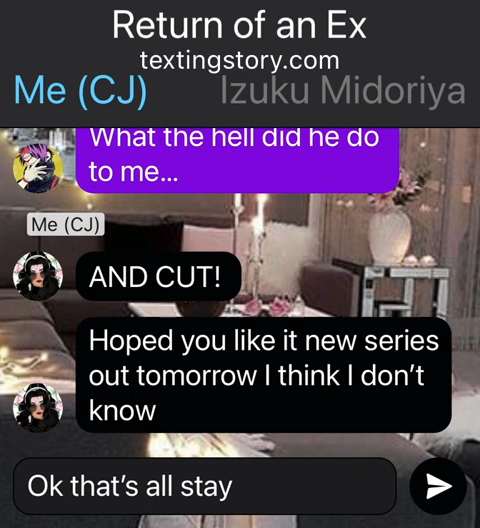 Return of an Ex
textingstory.com
Me (CJ) Izuku Midoriya
What the hell did he do
to me...
Me (CJ)
AND CUT!
Hoped you like it new series
out tomorrow I think I don't
know
Ok that's all stay